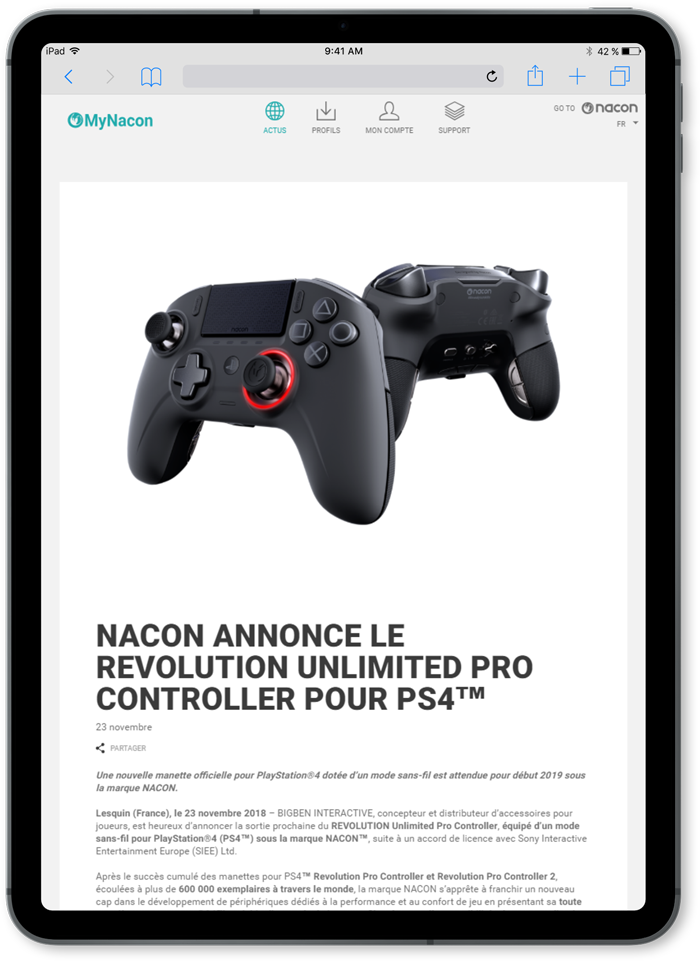 iPad 9:41 AM 42 %
MyNacon
ACTUS PROFILS MON COMPTE SUPPORT
GO TO nacon
FR
nacon
nacon
NACON ANNONCE LE
REVOLUTION UNLIMITED PRO
CONTROLLER POUR PS4™
23 novembre
PARTAGER
Une nouvelle manette officielle pour PlayStation®4 dotée d'un mode sans-fil est attendue pour début 2019 sous
la marque NACON.
Lesquin (France), le 23 novembre 2018 – BIGBEN INTERACTIVE, concepteur et distributeur d'accessoires pour
joueurs, est heureux d'annoncer la sortie prochaine du REVOLUTION Unlimited Pro Controller, équipé d'un mode
sans-fil pour PlayStation®4 (PS4™) sous la marque NACON™, suite à un accord de licence avec Sony Interactive
Entertainment Europe (SIEE) Ltd.
Après le succès cumulé des manettes pour PS4™ Revolution Pro Controller et Revolution Pro Controller 2,
écoulées à plus de 600 000 exemplaires à travers le monde, la marque NACON s'apprête à franchir un nouveau
cap dans le développement de périphériques dédiés à la performance et au confort de jeu en présentant sa toute